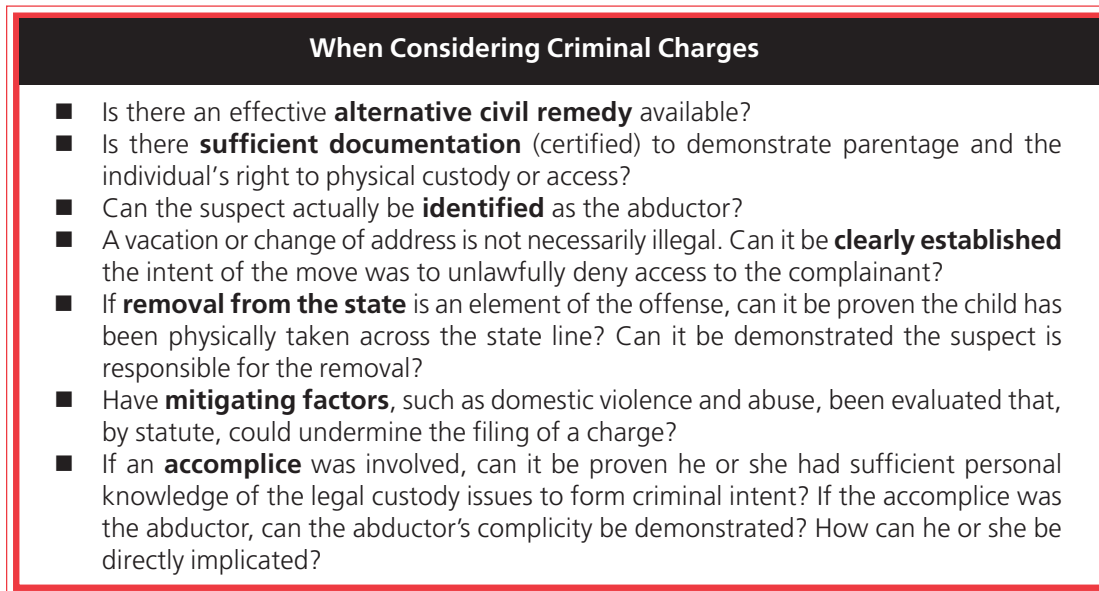 When Considering Criminal Charges
■ Is there an effective alternative civil remedy available?
■ Is there sufficient documentation (certified) to demonstrate parentage and the
individual’s right to physical custody or access?
■ Can the suspect actually be identified as the abductor?
■ A vacation or change of address is not necessarily illegal. Can it be clearly established
the intent of the move was to unlawfully deny access to the complainant?
■ If removal from the state is an element of the offense, can it be proven the child has
been physically taken across the state line? Can it be demonstrated the suspect is
responsible for the removal?
■ Have mitigating factors, such as domestic violence and abuse, been evaluated that,
by statute, could undermine the filing of a charge?
■ If an accomplice was involved, can it be proven he or she had sufficient personal
knowledge of the legal custody issues to form criminal intent? If the accomplice was
the abductor, can the abductor’s complicity be demonstrated? How can he or she be
directly implicated?